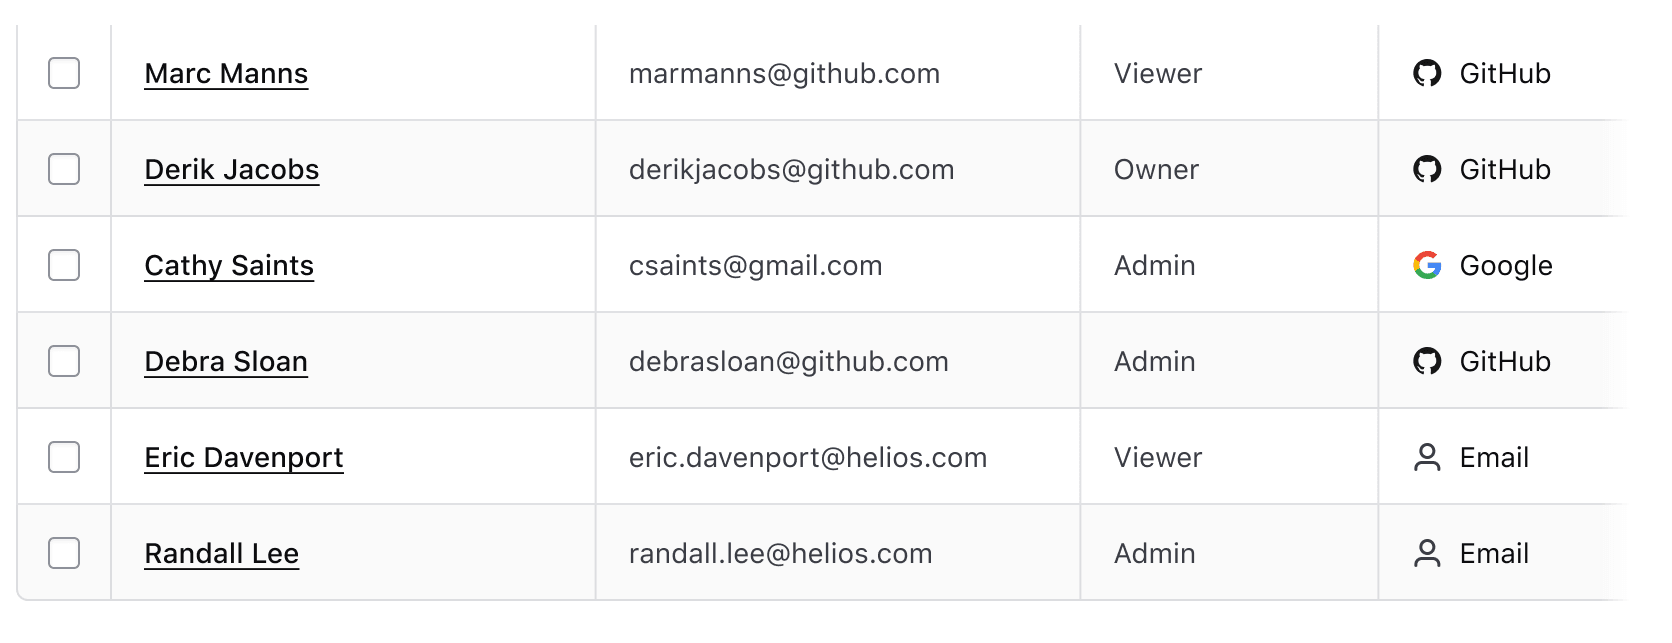 Marc Manns marmanns@github.com Viewer GitHub
Derik Jacobs derikjacobs@github.com Owner GitHub
Cathy Saints csaints@gmail.com Admin Google
Debra Sloan debrasloan@github.com Admin GitHub
Eric Davenport eric.davenport@helios.com Viewer Email
Randall Lee randall.lee@helios.com Admin Email